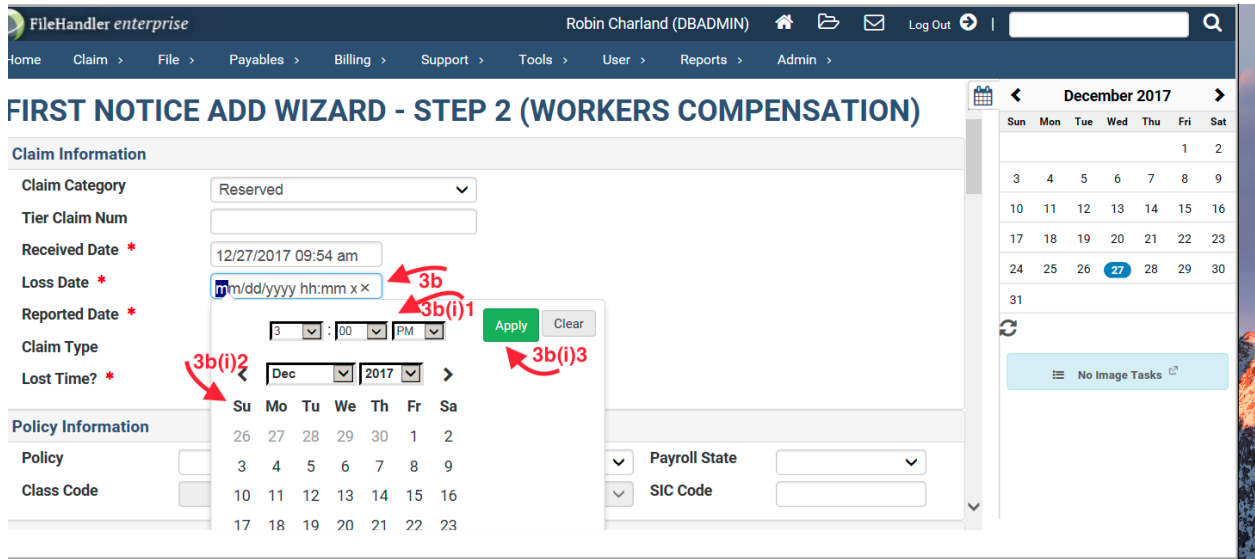 FileHandler enterprise Robin Charland (DBADMIN) Log Out |
Home Claim > File > Payables > Billing > Support > Tools > User > Reports > Admin >
FIRST NOTICE ADD WIZARD - STEP 2 (WORKERS COMPENSATION)
Claim Information
Claim Category Reserved
Tier Claim Num
Received Date * 12/27/2017 09:54 am
Loss Date * mm/dd/yyyy hh:mm x × 3b
Reported Date * 3b(i)1
3 : 00 PM Apply Clear
Claim Type 3b(i)2 3b(i)3
Lost Time? * Dec 2017
Su Mo Tu We Th Fr Sa
26 27 28 29 30 1 2
3 4 5 6 7 8 9
10 11 12 13 14 15 16
17 18 19 20 21 22 23
Policy Information
Policy Payroll State
Class Code SIC Code
December 2017
Sun Mon Tue Wed Thu Fri Sat
1 2
3 4 5 6 7 8 9
10 11 12 13 14 15 16
17 18 19 20 21 22 23
24 25 26 27 28 29 30
31
No Image Tasks